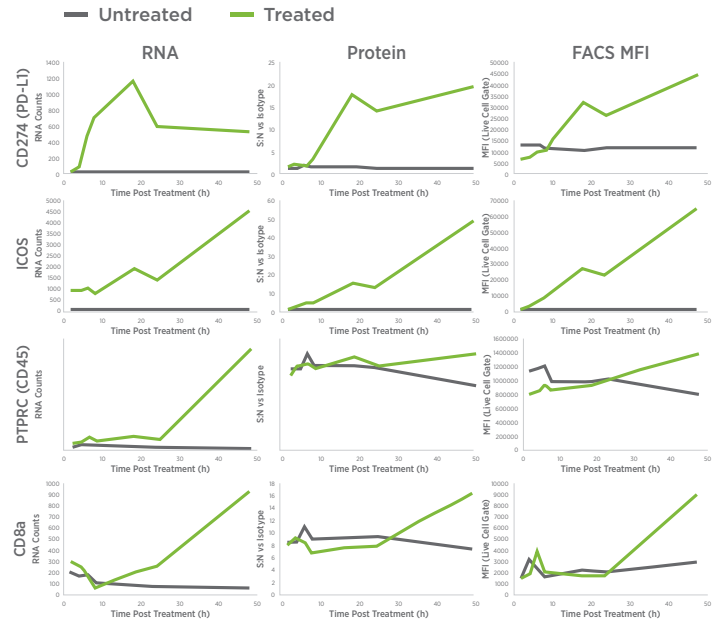 Untreated Treated
RNA Protein FACS MFI
CD274 (PD-L1)
RNA Counts
1400
1200
1000
800
600
400
200
0
0 10 20 30 40 50
Time Post Treatment (h)
S:N vs Isotype
25
20
15
10
5
0
0 10 20 30 40 50
Time Post Treatment (h)
MFI (Live Cell Gate)
50000
45000
40000
35000
30000
25000
20000
15000
10000
5000
0
0 10 20 30 40 50
Time Post Treatment (h)
ICOS
RNA Counts
5000
4500
4000
3500
3000
2500
2000
1500
1000
500
0
0 10 20 30 40 50
Time Post Treatment (h)
S:N vs Isotype
60
50
40
30
20
10
0
0 10 20 30 40 50
Time Post Treatment (h)
MFI (Live Cell Gate)
70000
60000
50000
40000
30000
20000
10000
0
0 10 20 30 40 50
Time Post Treatment (h)
PTPRC (CD45)
RNA Counts
0 10 20 30 40 50
Time Post Treatment (h)
S:N vs Isotype
0 10 20 30 40 50
Time Post Treatment (h)
MFI (Live Cell Gate)
1600000
1400000
1200000
1000000
800000
600000
400000
200000
0
0 10 20 30 40 50
Time Post Treatment (h)
CD8a
RNA Counts
1000
900
800
700
600
500
400
300
200
100
0
0 10 20 30 40 50
Time Post Treatment (h)
S:N vs Isotype
18
16
14
12
10
8
6
4
2
0
0 10 20 30 40 50
Time Post Treatment (h)
MFI (Live Cell Gate)
10000
9000
8000
7000
6000
5000
4000
3000
2000
1000
0
0 10 20 30 40 50
Time Post Treatment (h)